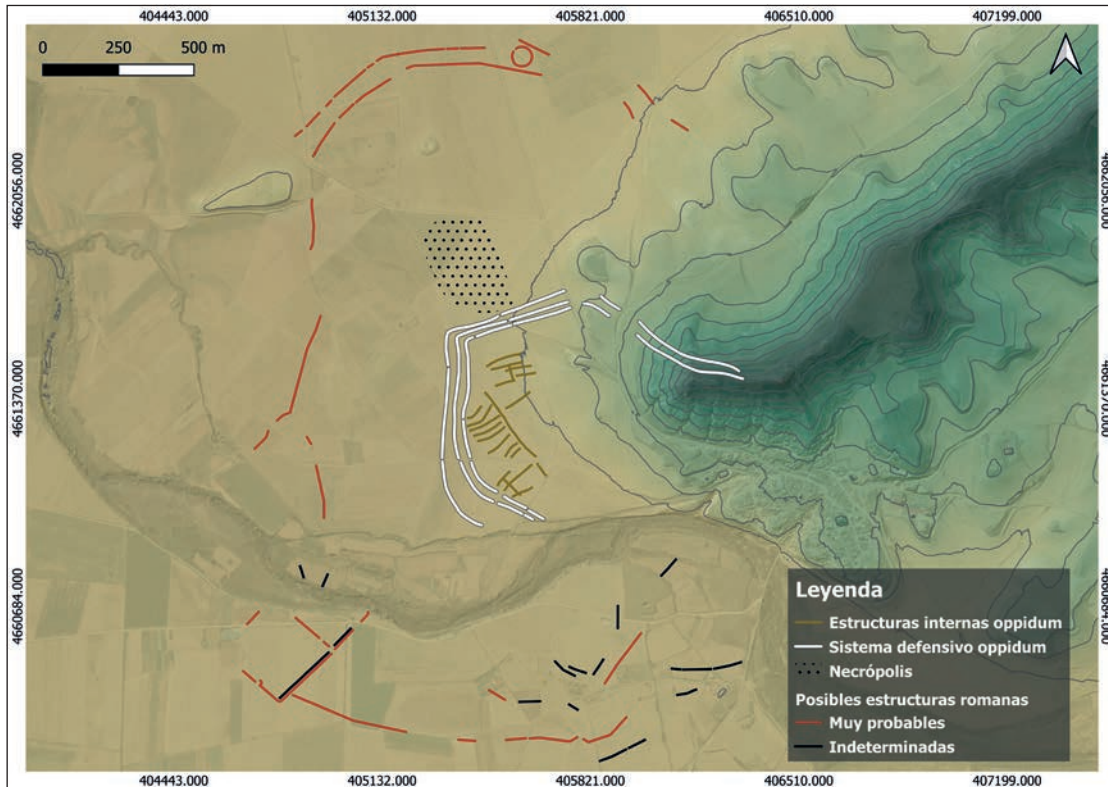 404443.000 405132.000 405821.000 406510.000 407199.000
0 250 500 m
4662056.000 4662056.000
4661370.000 4661370.000
4660684.000 4660684.000
Leyenda
Estructuras internas oppidum
Sistema defensivo oppidum
Necrópolis
Posibles estructuras romanas
Muy probables
Indeterminadas
404443.000 405132.000 405821.000 406510.000 407199.000